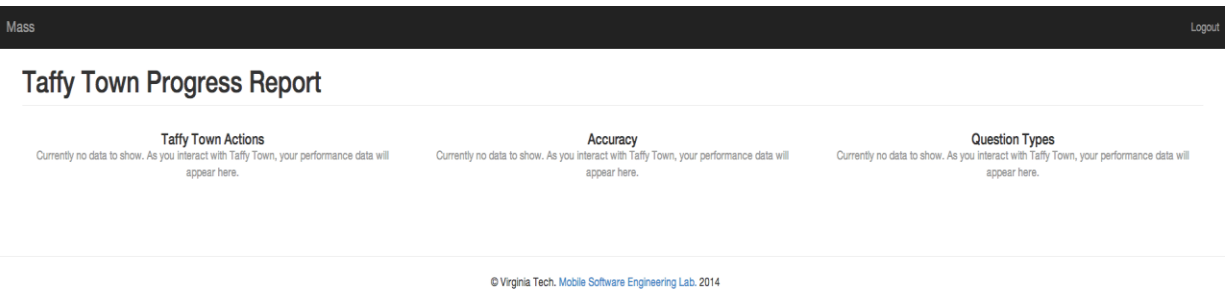 Mass
Logout
Taffy Town Progress Report
Taffy Town Actions
Currently no data to show. As you interact with Taffy Town, your performance data will
appear here.
Accuracy
Currently no data to show. As you interact with Taffy Town, your performance data will
appear here.
Question Types
Currently no data to show. As you interact with Taffy Town, your performance data will
appear here.
© Virginia Tech. Mobile Software Engineering Lab. 2014